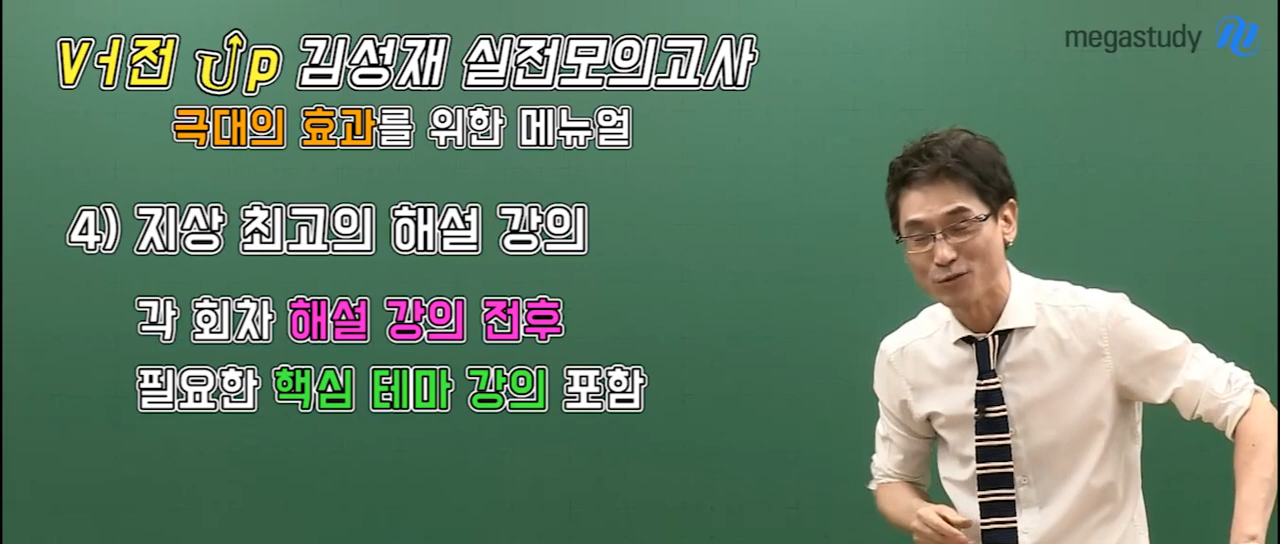 megastudy
Vㅓ전 Up 김성재 실전모의고사
극대의 효과를 위한 메뉴얼
4) 지상 최고의 해설 강의
각 회차 해설 강의 전후
필요한 핵심 테마 강의 포함